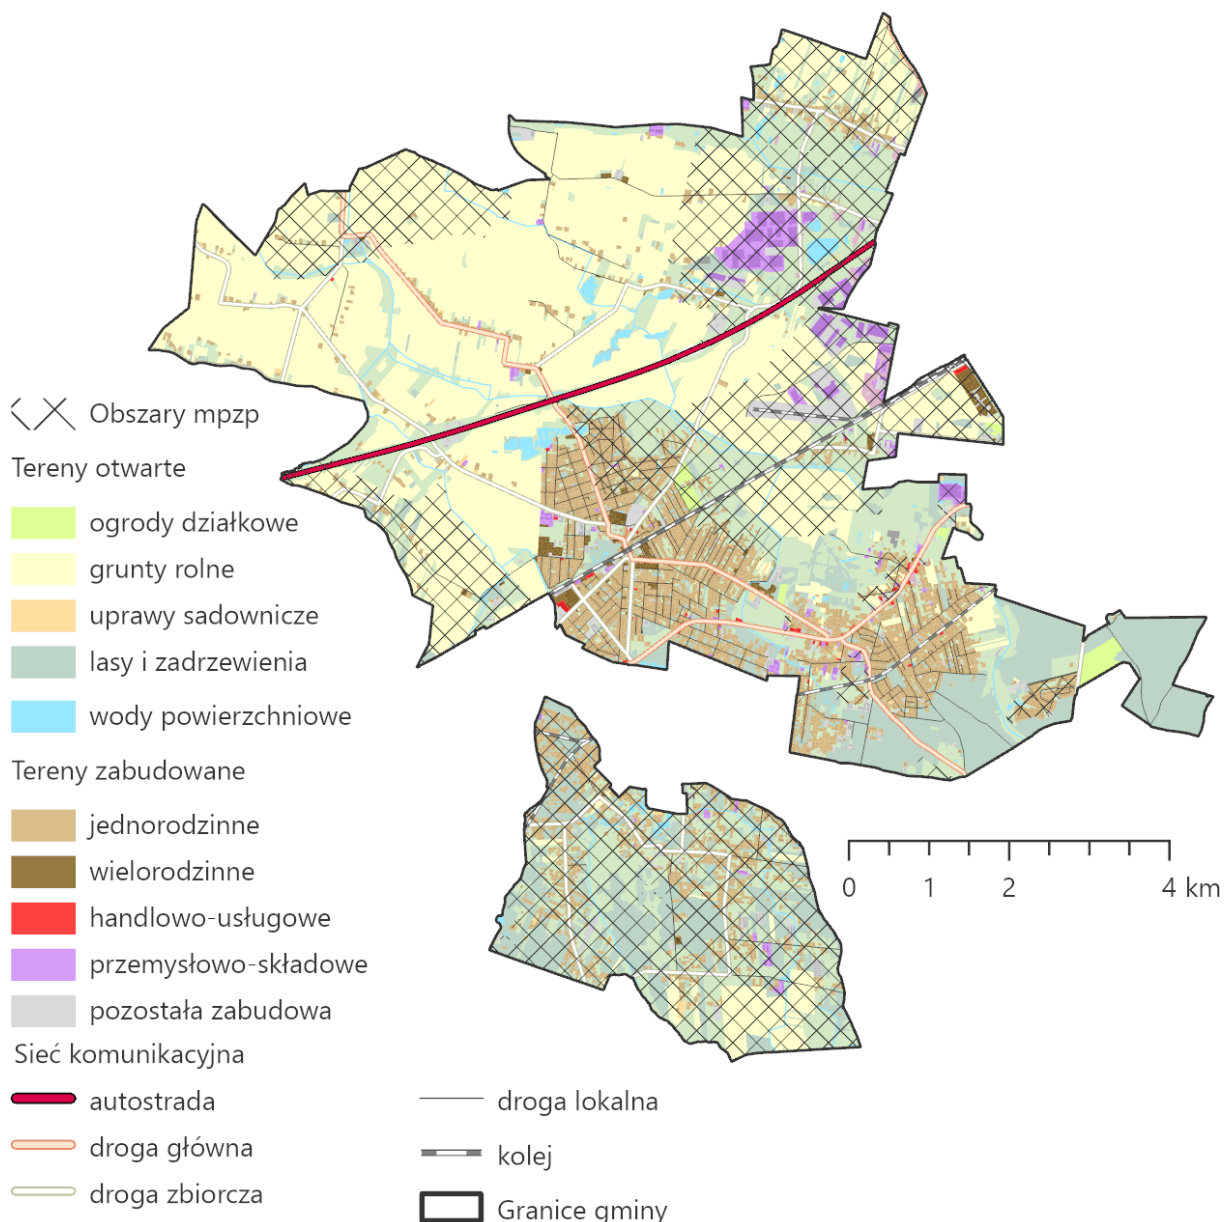 Obszary mpzp
Tereny otwarte
ogrody działkowe
grunty rolne
uprawy sadownicze
lasy i zadrzewienia
wody powierzchniowe
Tereny zabudowane
jednorodzinne
wielorodzinne
handlowo-usługowe
przemysłowo-składowe
pozostała zabudowa
Sieć komunikacyjna
autostrada
droga główna
droga zbiorcza
droga lokalna
kolej
Granice gminy
0 1 2 4 km